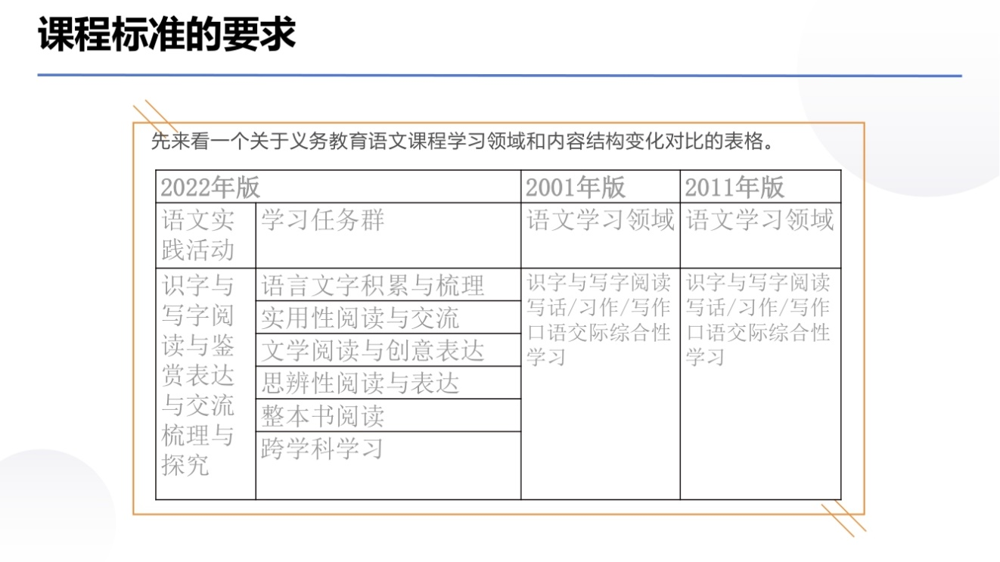 课程标准的要求
先来看一个关于义务教育语文课程学习领域和内容结构变化对比的表格。
2022年版
2001年版
2011年版
语文实
践活动
学习任务群
语文学习领域
语文学习领域
识字与
写字阅
读与鉴
赏表达
与交流
梳理与
探究
语言文字积累与梳理
实用性阅读与交流
文学阅读与创意表达
思辨性阅读与表达
整本书阅读
跨学科学习
识字与写字阅读
写话/习作/写作
口语交际综合性
学习
识字与写字阅读
写话/习作/写作
口语交际综合性
学习